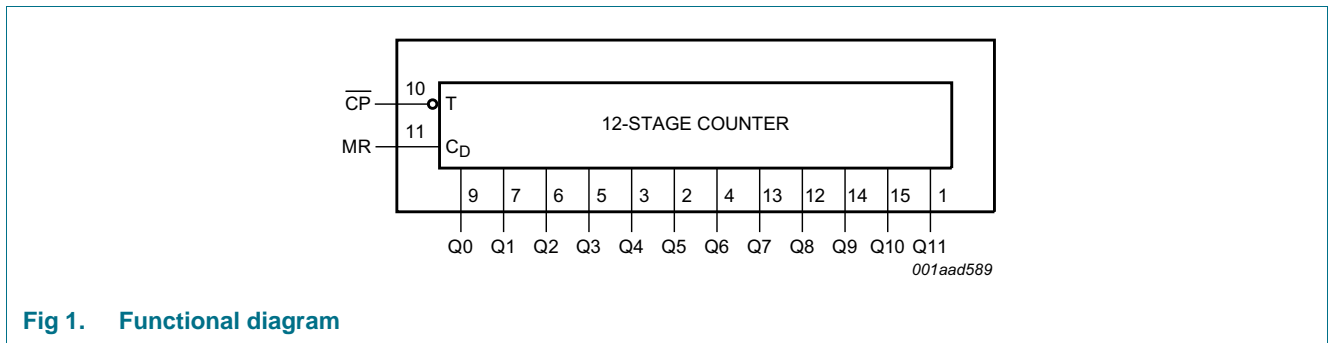 10
C̅P̅ T
12-STAGE COUNTER
11
MR CD
9 7 6 5 3 2 4 13 12 14 15 1
Q0 Q1 Q2 Q3 Q4 Q5 Q6 Q7 Q8 Q9 Q10 Q11
001aad589
Fig 1. Functional diagram